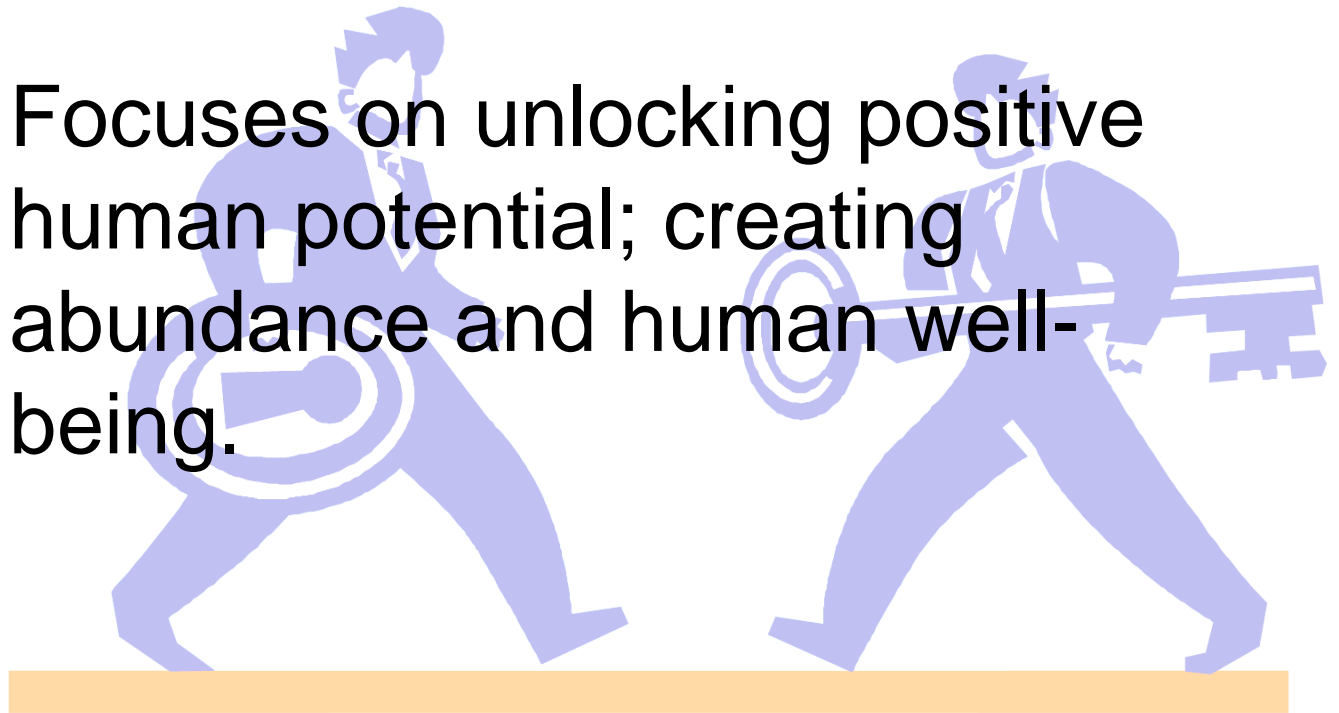 Focuses on unlocking positive
human potential; creating
abundance and human well-
being.